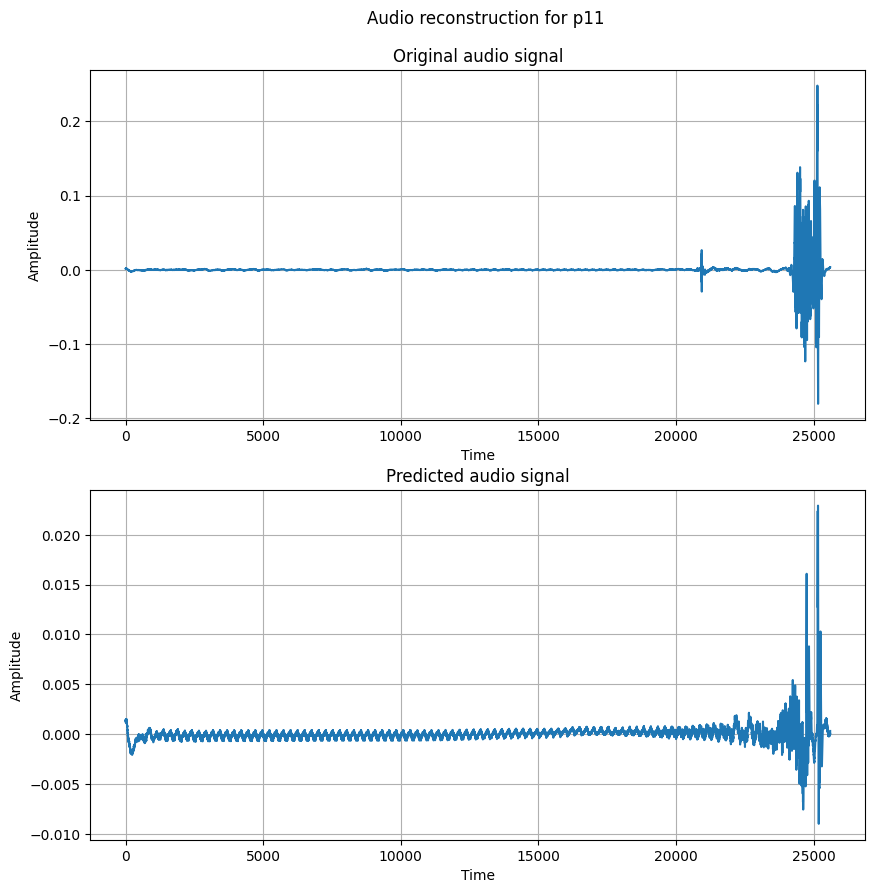 Audio reconstruction for p11
Original audio signal
0.2
0.1
0.0
−0.1
−0.2
Amplitude
0 5000 10000 15000 20000 25000
Time
Predicted audio signal
0.020
0.015
0.010
0.005
0.000
−0.005
−0.010
Amplitude
0 5000 10000 15000 20000 25000
Time